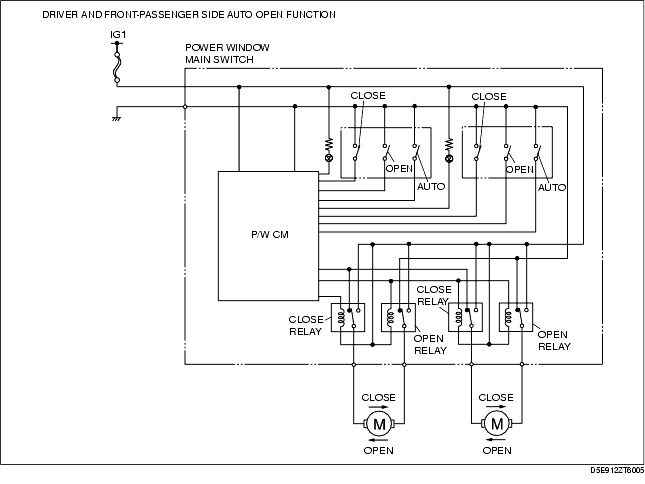 DRIVER AND FRONT-PASSENGER SIDE AUTO OPEN FUNCTION
IG1
POWER WINDOW
MAIN SWITCH
CLOSE
CLOSE
OPEN
OPEN
AUTO
AUTO
P/W CM
CLOSE
RELAY
CLOSE
RELAY
OPEN
RELAY
OPEN
RELAY
CLOSE
CLOSE
M
M
OPEN
OPEN
D5E912ZT6005